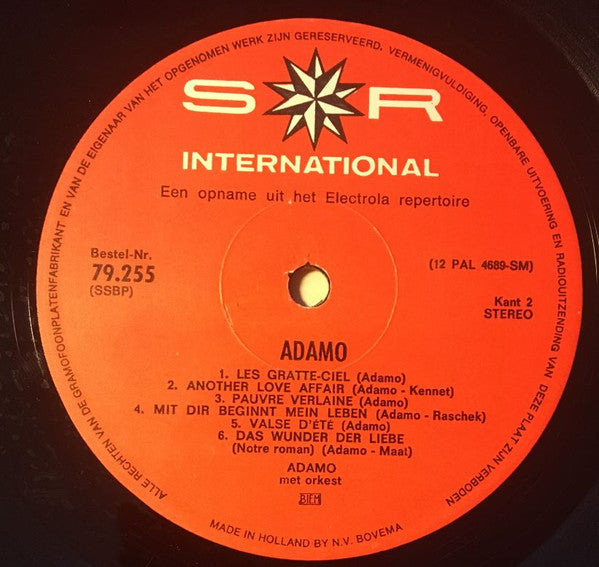 ALLE RECHTEN VAN DE GRAMOFOONPLATENFABRIKANT EN VAN DE EIGENAAR VAN HET OPGENOMEN WERK ZIJN GERESERVEERD. VERMENIGVULDIGING, OPENBARE UITVOERING EN RADIOUITZENDING VAN DEZE PLAAT ZIJN VERBODEN
S R
INTERNATIONAL
Een opname uit het Electrola repertoire
Bestel-Nr.
79.255
(SSBP)
(12 PAL 4689-SM)
Kant 2
STEREO
ADAMO
1. LES GRATTE-CIEL (Adamo)
2. ANOTHER LOVE AFFAIR (Adamo - Kennet)
3. PAUVRE VERLAINE (Adamo)
4. MIT DIR BEGINNT MEIN LEBEN (Adamo - Raschek)
5. VALSE D'ÉTÉ (Adamo)
6. DAS WUNDER DER LIEBE
(Notre roman) (Adamo - Maat)
ADAMO
met orkest
BIEM
MADE IN HOLLAND BY N.V. BOVEMA